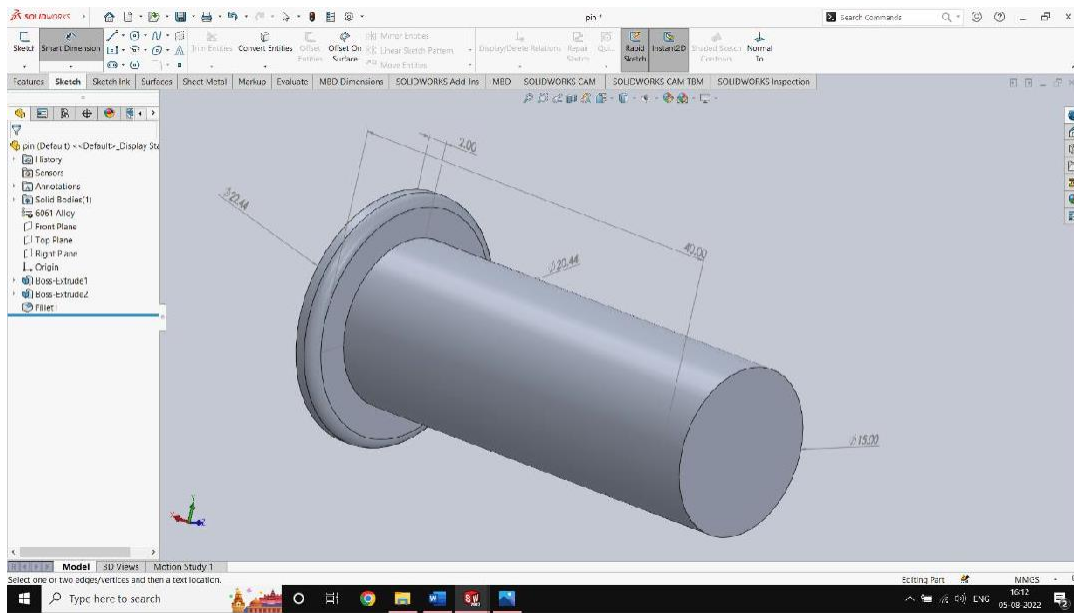 SOLIDWORKS
pin *
Search Commands
Sketch
Smart Dimension
Trim Entities
Convert Entities
Offset Entities
Offset On Surface
Mirror Entities
Linear Sketch Pattern
Move Entities
Display/Delete Relations
Repair Sketch
Rapid Sketch
Instant2D
Shaded Sketch Contours
Normal To
Features
Sketch
Sketch Ink
Surfaces
Sheet Metal
Markup
Evaluate
MBD Dimensions
SOLIDWORKS Add-Ins
MBD
SOLIDWORKS CAM
SOLIDWORKS CAM TBM
SOLIDWORKS Inspection
pin (Default) <<Default>_Display Sta
History
Sensors
Annotations
Solid Bodies(1)
6061 Alloy
Front Plane
Top Plane
Right Plane
Origin
Boss-Extrude1
Boss-Extrude2
2.00
40.00
⌀20.44
⌀15.00
Model
3D Views
Motion Study 1
Select one or two edges/vertices and then a text location.
Editing Part
MMGS
Type here to search
ENG
16:12
05-08-2022